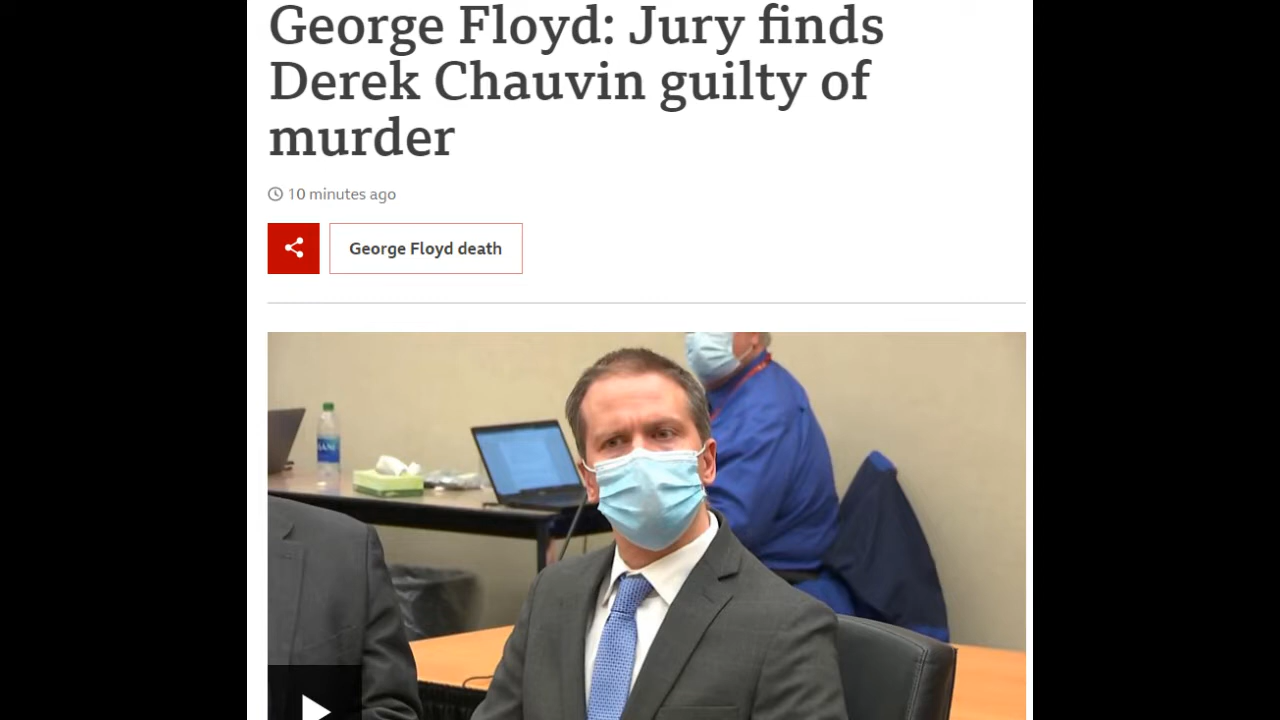 George Floyd: Jury finds
Derek Chauvin guilty of
murder
10 minutes ago
George Floyd death